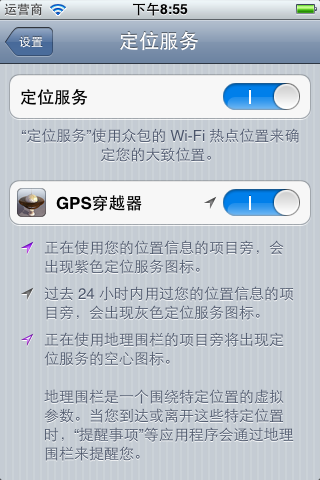 运营商 下午8:55
设置 定位服务
定位服务
“定位服务”使用众包的 Wi-Fi 热点位置来确
定您的大致位置。
GPS穿越器
正在使用您的位置信息的项目旁，会
出现紫色定位服务图标。
过去 24 小时内用过您的位置信息的项
目旁，会出现灰色定位服务图标。
正在使用地理围栏的项目旁将出现定
位服务的空心图标。
地理围栏是一个围绕特定位置的虚拟
参数。当您到达或离开这些特定位置
时，“提醒事项”等应用程序会通过地理
围栏来提醒您。